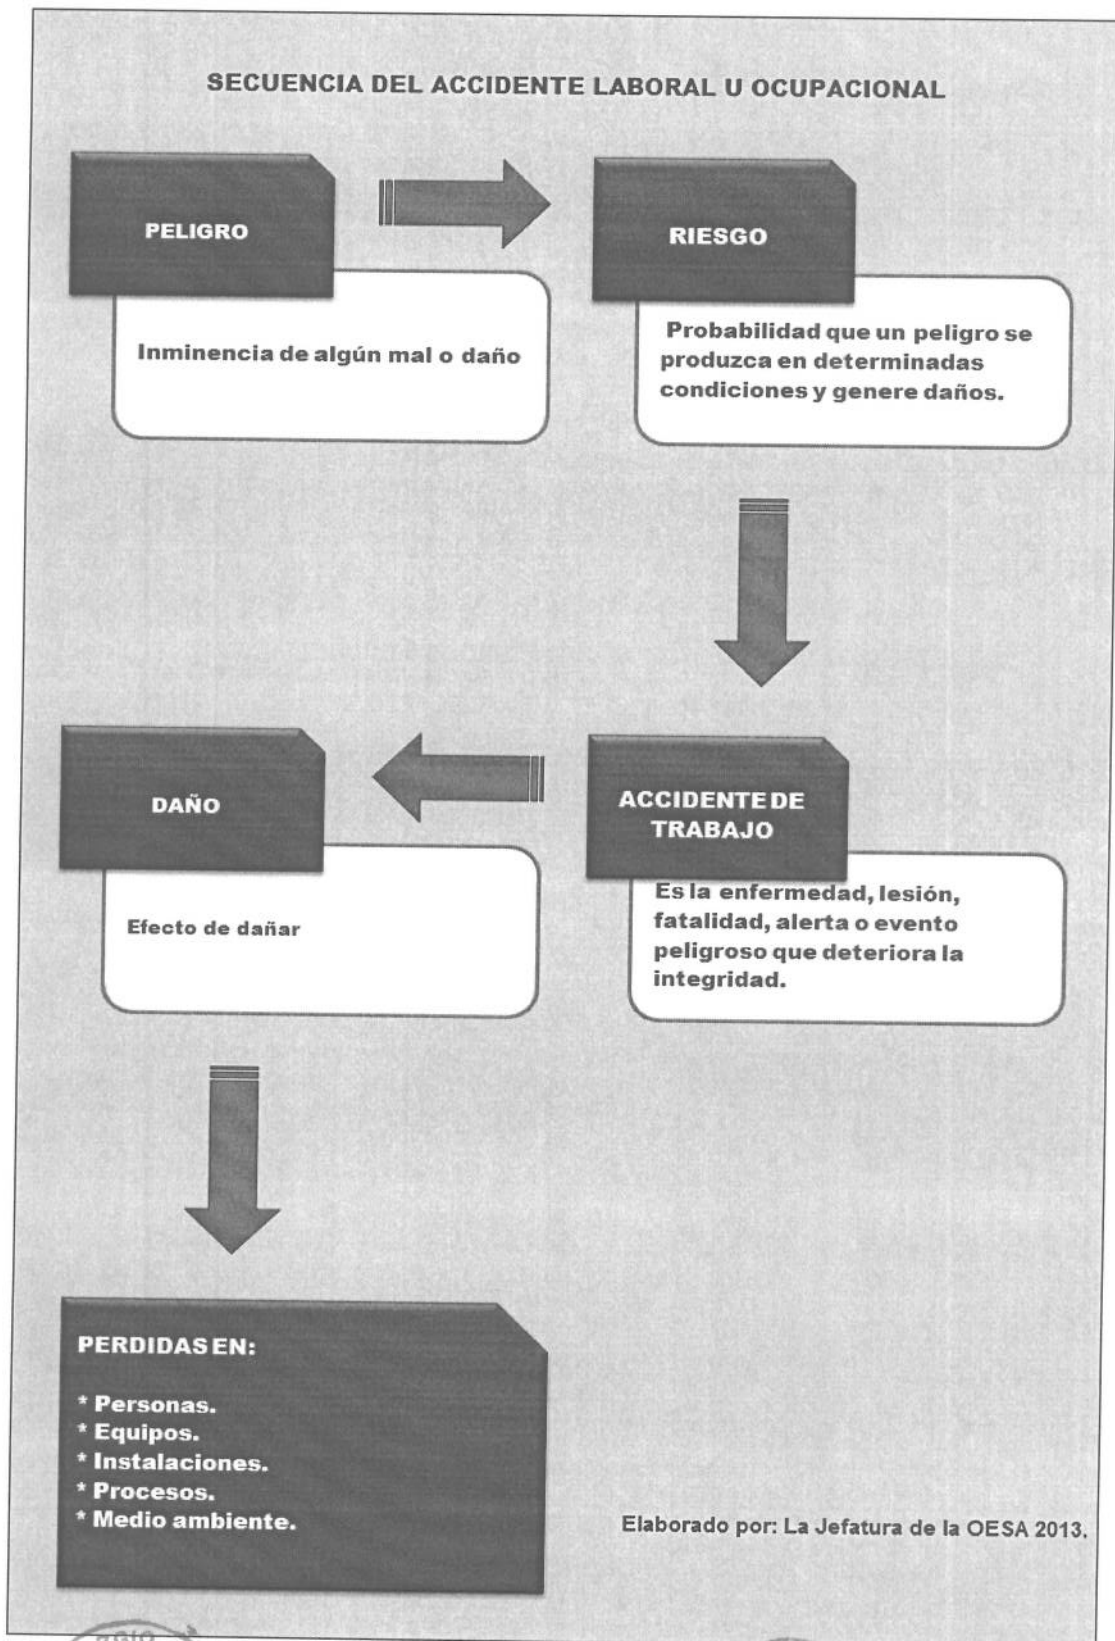 SECUENCIA DEL ACCIDENTE LABORAL U OCUPACIONAL
PELIGRO
Inminencia de algún mal o daño
RIESGO
Probabilidad que un peligro se
produzca en determinadas
condiciones y genere daños.
ACCIDENTE DE
TRABAJO
Es la enfermedad, lesión,
fatalidad, alerta o evento
peligroso que deteriora la
integridad.
DAÑO
Efecto de dañar
PERDIDAS EN:
* Personas.
* Equipos.
* Instalaciones.
* Procesos.
* Medio ambiente.
Elaborado por: La Jefatura de la OESA 2013.